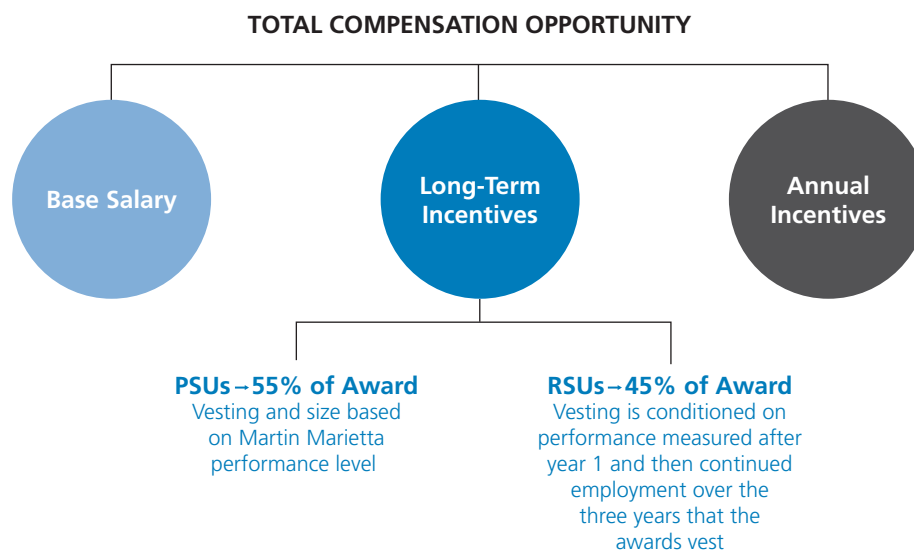 TOTAL COMPENSATION OPPORTUNITY
Base Salary
Long-Term
Incentives
Annual
Incentives
PSUs→55% of Award
Vesting and size based
on Martin Marietta
performance level
RSUs→45% of Award
Vesting is conditioned on
performance measured after
year 1 and then continued
employment over the
three years that the
awards vest